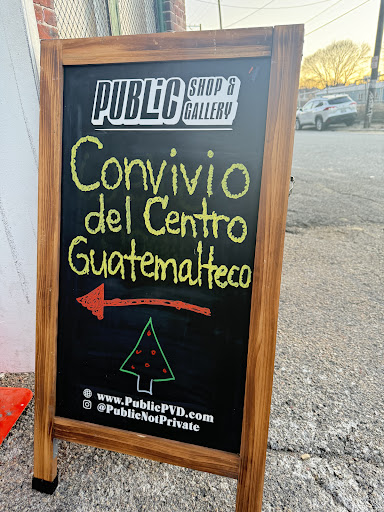 PUBLIC SHOP &
GALLERY
Convivio
del Centro
Guatemalteco
www.PublicPVD.com
@PublicNotPrivate